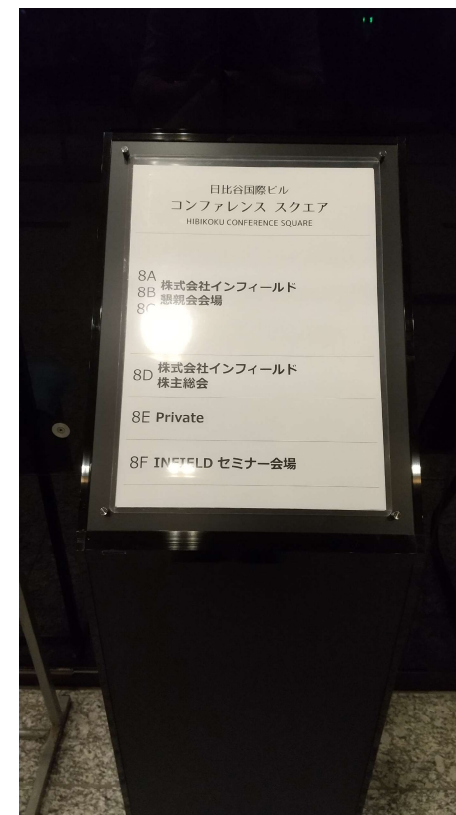 日比谷国際ビル
コンファレンス スクエア
HIBIKOKU CONFERENCE SQUARE
8A
8B
8C
株式会社インフィールド
懇親会会場
8D 株式会社インフィールド
株主総会
8E Private
8F INFIELD セミナー会場